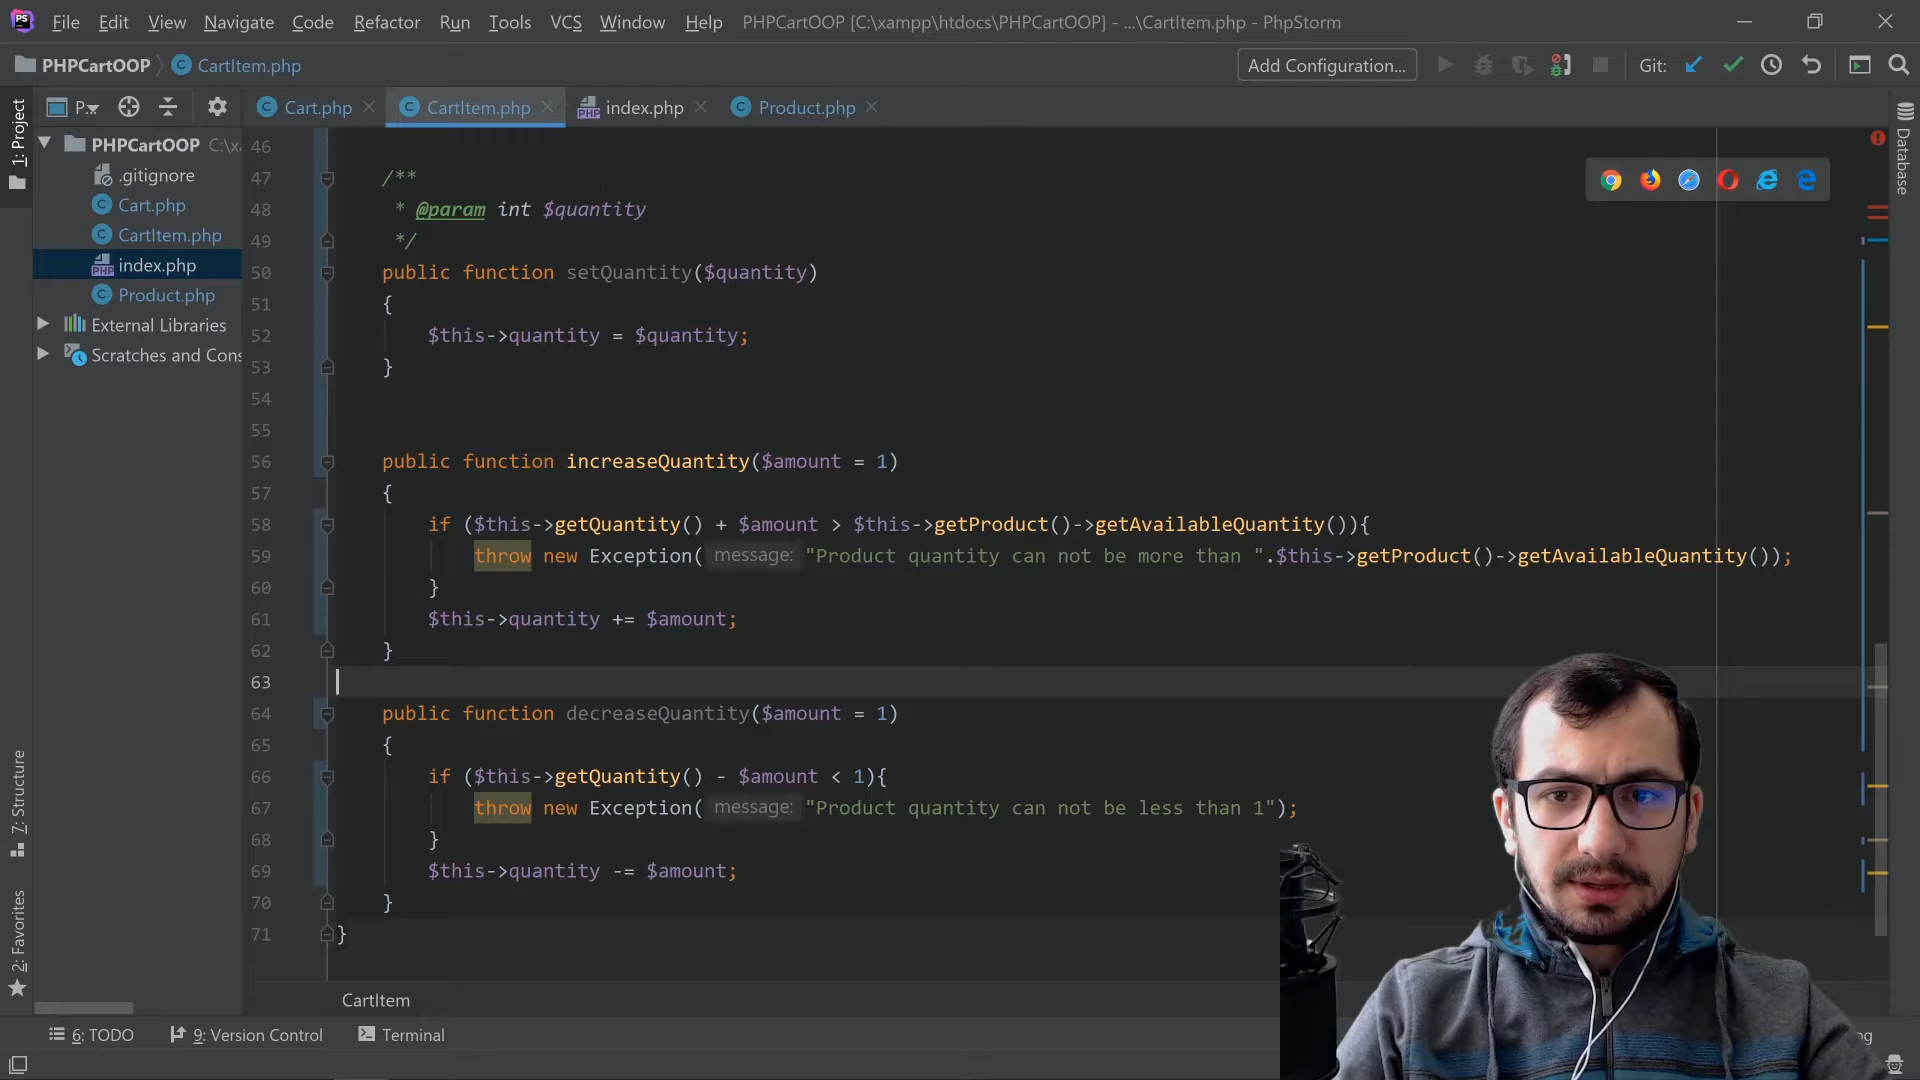 File Edit View Navigate Code Refactor Run Tools VCS Window Help PHPCartOOP [C:\xampp\htdocs\PHPCartOOP] - ...\CartItem.php - PhpStorm
PHPCartOOP CartItem.php Add Configuration... Git:
P.. Cart.php CartItem.php index.php Product.php
1: Project
PHPCartOOP C:\x
.gitignore
Cart.php
CartItem.php
index.php
Product.php
External Libraries
Scratches and Cons
7: Structure
2: Favorites
Database
46
47 /**
48 * @param int $quantity
49 */
50 public function setQuantity($quantity)
51 {
52 $this->quantity = $quantity;
53 }
54
55
56 public function increaseQuantity($amount = 1)
57 {
58 if ($this->getQuantity() + $amount > $this->getProduct()->getAvailableQuantity()){
59 throw new Exception( message: "Product quantity can not be more than ".$this->getProduct()->getAvailableQuantity());
60 }
61 $this->quantity += $amount;
62 }
63
64 public function decreaseQuantity($amount = 1)
65 {
66 if ($this->getQuantity() - $amount < 1){
67 throw new Exception( message: "Product quantity can not be less than 1");
68 }
69 $this->quantity -= $amount;
70 }
71 }
CartItem
6: TODO 9: Version Control Terminal